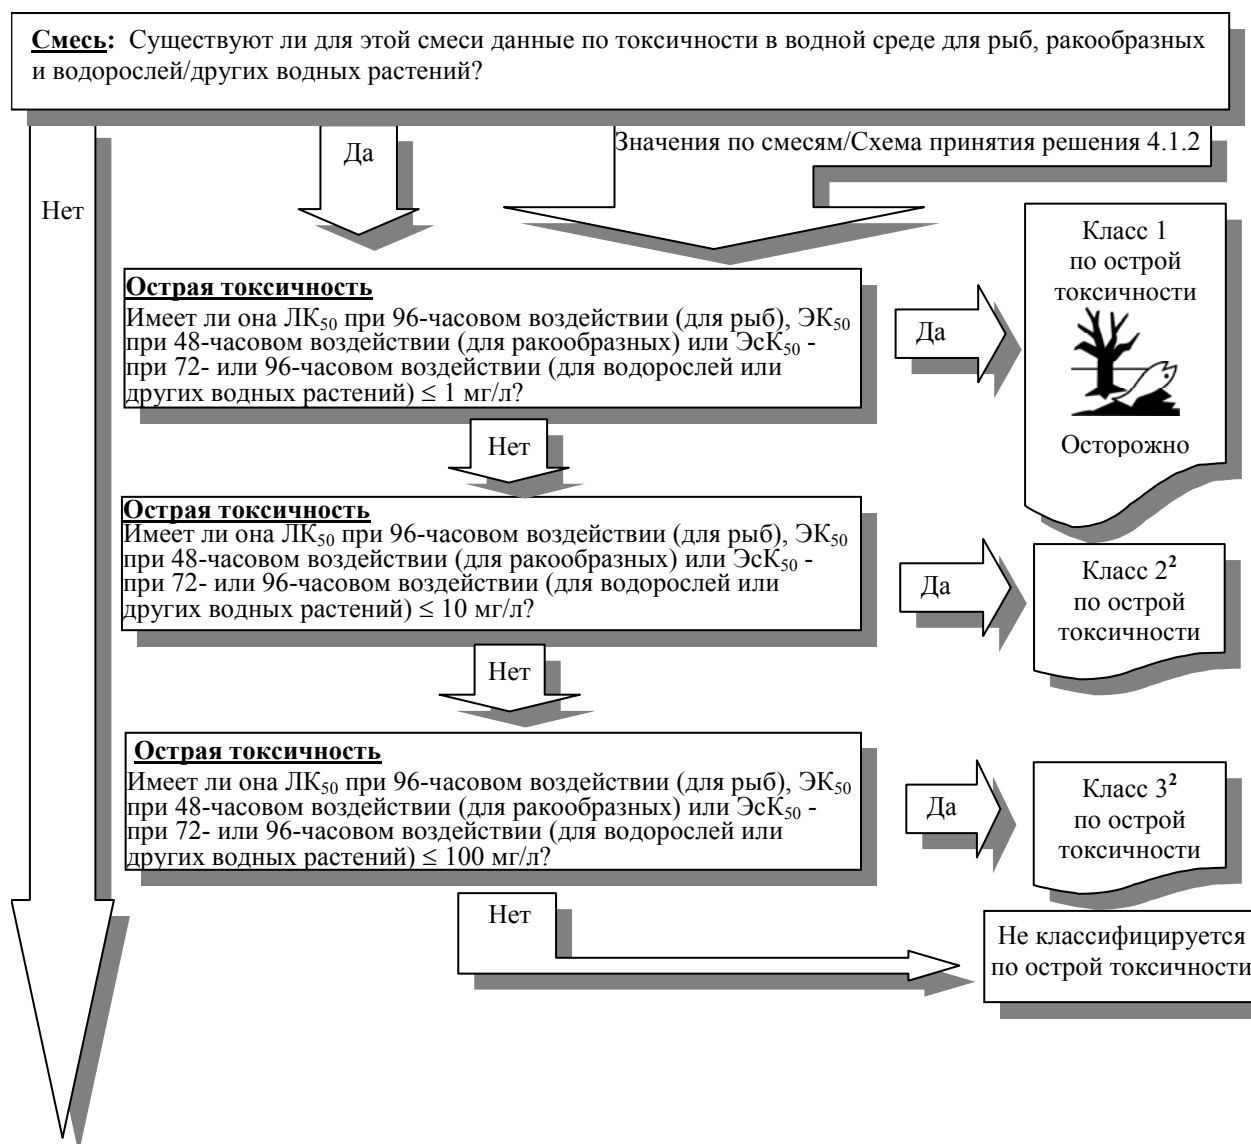 Смесь: Существуют ли для этой смеси данные по токсичности в водной среде для рыб, ракообразных
и водорослей/других водных растений?
Да
Значения по смесям/Схема принятия решения 4.1.2
Нет
Острая токсичность
Имеет ли она ЛК50 при 96-часовом воздействии (для рыб), ЭК50
при 48-часовом воздействии (для ракообразных) или ЭсК50 -
при 72- или 96-часовом воздействии (для водорослей или
других водных растений) ≤ 1 мг/л?
Да
Класс 1
по острой
токсичности
Осторожно
Нет
Острая токсичность
Имеет ли она ЛК50 при 96-часовом воздействии (для рыб), ЭК50
при 48-часовом воздействии (для ракообразных) или ЭсК50 -
при 72- или 96-часовом воздействии (для водорослей или
других водных растений) ≤ 10 мг/л?
Да
Класс 2²
по острой
токсичности
Нет
Острая токсичность
Имеет ли она ЛК50 при 96-часовом воздействии (для рыб), ЭК50
при 48-часовом воздействии (для ракообразных) или ЭсК50 -
при 72- или 96-часовом воздействии (для водорослей или
других водных растений) ≤ 100 мг/л?
Да
Класс 3²
по острой
токсичности
Нет
Не классифицируется
по острой токсичности